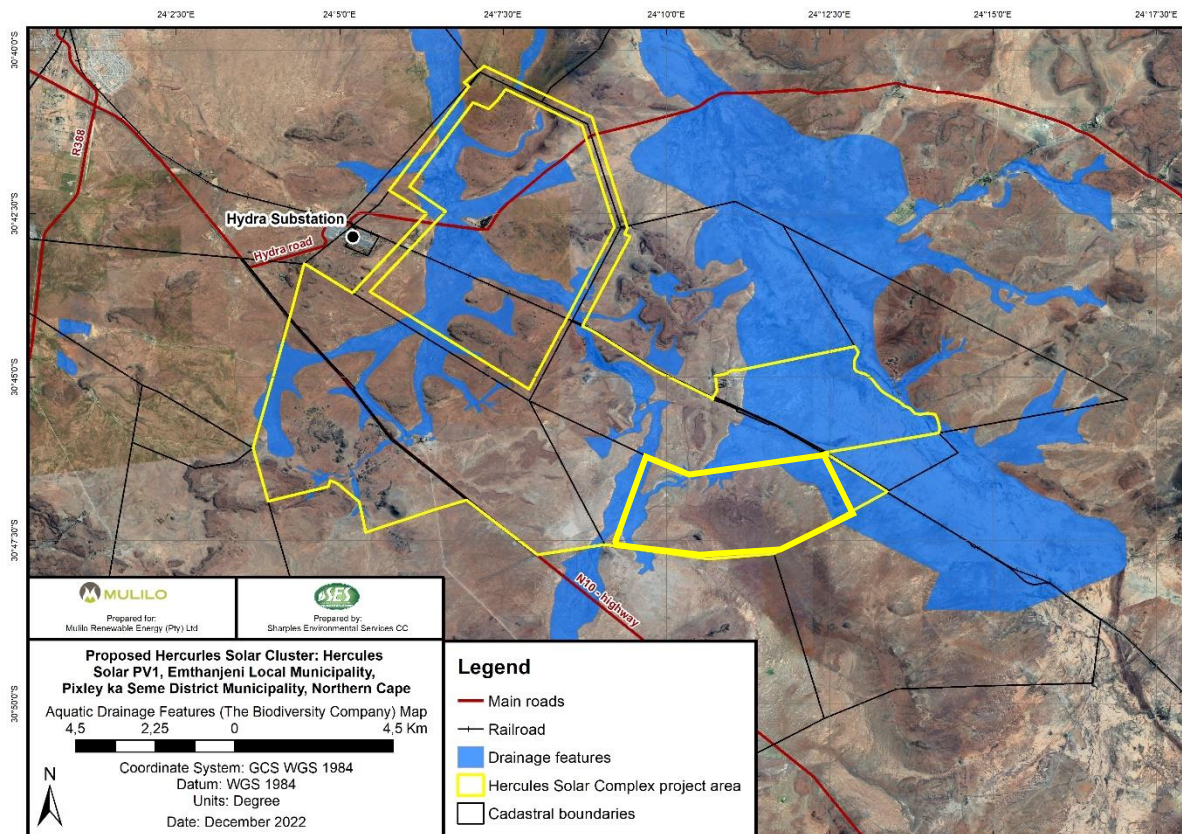 24°2'30"E 24°5'0"E 24°7'30"E 24°10'0"E 24°12'30"E 24°15'0"E 24°17'30"E
30°40'0"S
30°42'30"S
30°45'0"S
30°47'30"S
30°50'0"S
R388
Hydra Substation
Hydra road
N10 - highway
MULILO
Prepared for:
Mulilo Renewable Energy (Pty) Ltd
SES
Prepared by:
Sharples Environmental Services CC
Proposed Hercurles Solar Cluster: Hercules
Solar PV1, Emthanjeni Local Municipality,
Pixley ka Seme District Municipality, Northern Cape
Aquatic Drainage Features (The Biodiversity Company) Map
4,5 2,25 0 4,5 Km
N
Coordinate System: GCS WGS 1984
Datum: WGS 1984
Units: Degree
Date: December 2022
Legend
Main roads
Railroad
Drainage features
Hercules Solar Complex project area
Cadastral boundaries